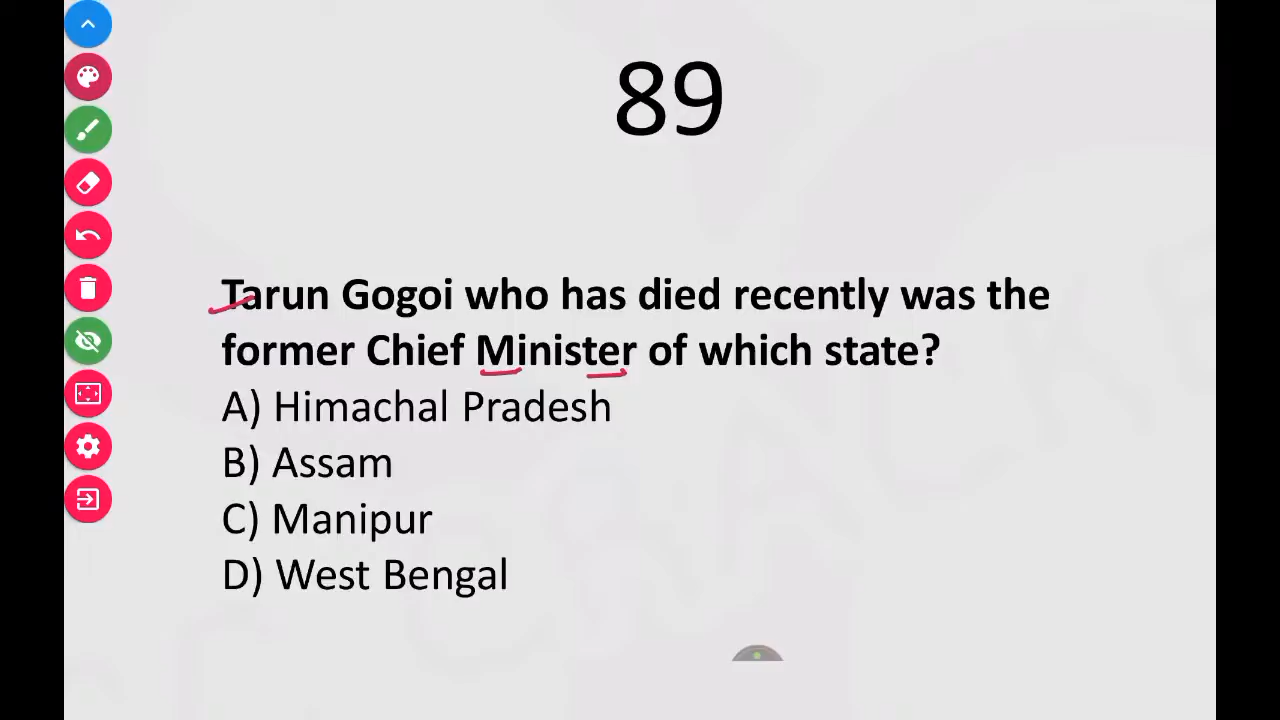 89
Tarun Gogoi who has died recently was the
former Chief Minister of which state?
A) Himachal Pradesh
B) Assam
C) Manipur
D) West Bengal